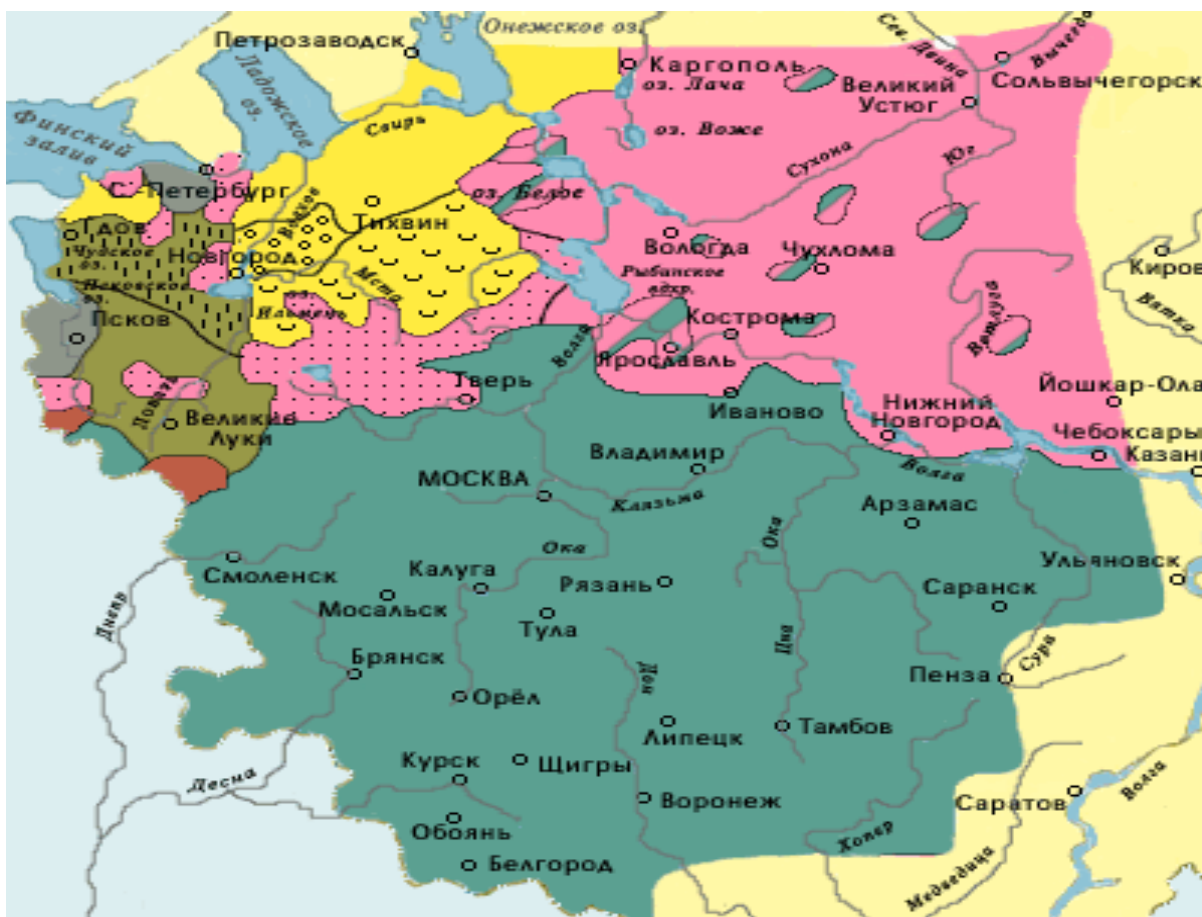 Онежское оз.
Петрозаводск
Сев. Двина
Вычегда
Ладожское
оз.
Каргополь
оз. Лача
Великий
Устюг
Сольвычегорск
Финский
залив
Свирь
оз. Воже
Сухона
Юг
С.-Петербург
оз. Белое
Волхов
Тихвин
Гдов
Чудское
оз.
Новгород
оз.
Ильмень
Мста
Вологда
Чухлома
Рыбинское
вдхр.
Киров
Вятка
Псковское
оз.
Псков
Ветлуга
Кострома
Волга
Ярославль
Тверь
Иваново
Йошкар-Ола
Ловать
Великие
Луки
Нижний
Новгород
Чебоксары
Казань
Волга
Владимир
МОСКВА
Клязьма
Арзамас
Ока
Ока
Смоленск
Калуга
Рязань
Ульяновск
Саранск
Мосальск
Тула
Днепр
Цна
Сура
Брянск
Дон
Пенза
Орёл
Липецк
Тамбов
Курск
Щигры
Десна
Воронеж
Саратов
Волга
Обоянь
Хопер
Белгород
Медведица